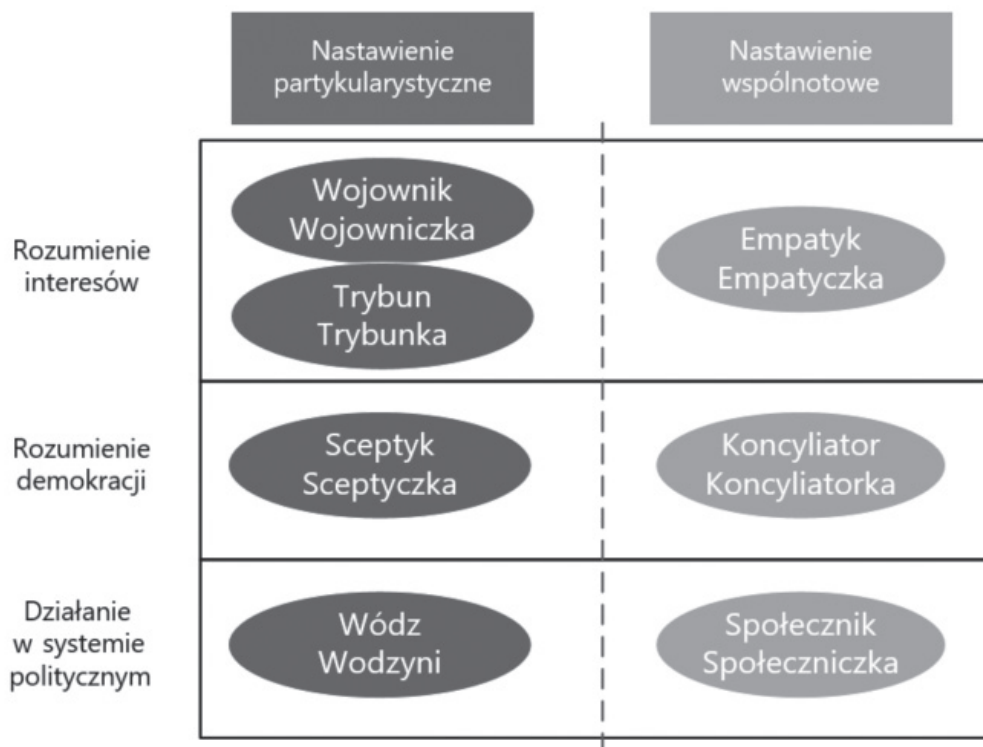 Nastawienie
partykularystyczne
Nastawienie
wspólnotowe
Rozumienie
interesów
Wojownik
Wojowniczka
Trybun
Trybunka
Empatyk
Empatyczka
Rozumienie
demokracji
Sceptyk
Sceptyczka
Koncyliator
Koncyliatorka
Działanie
w systemie
politycznym
Wódz
Wodzyni
Społecznik
Społeczniczka